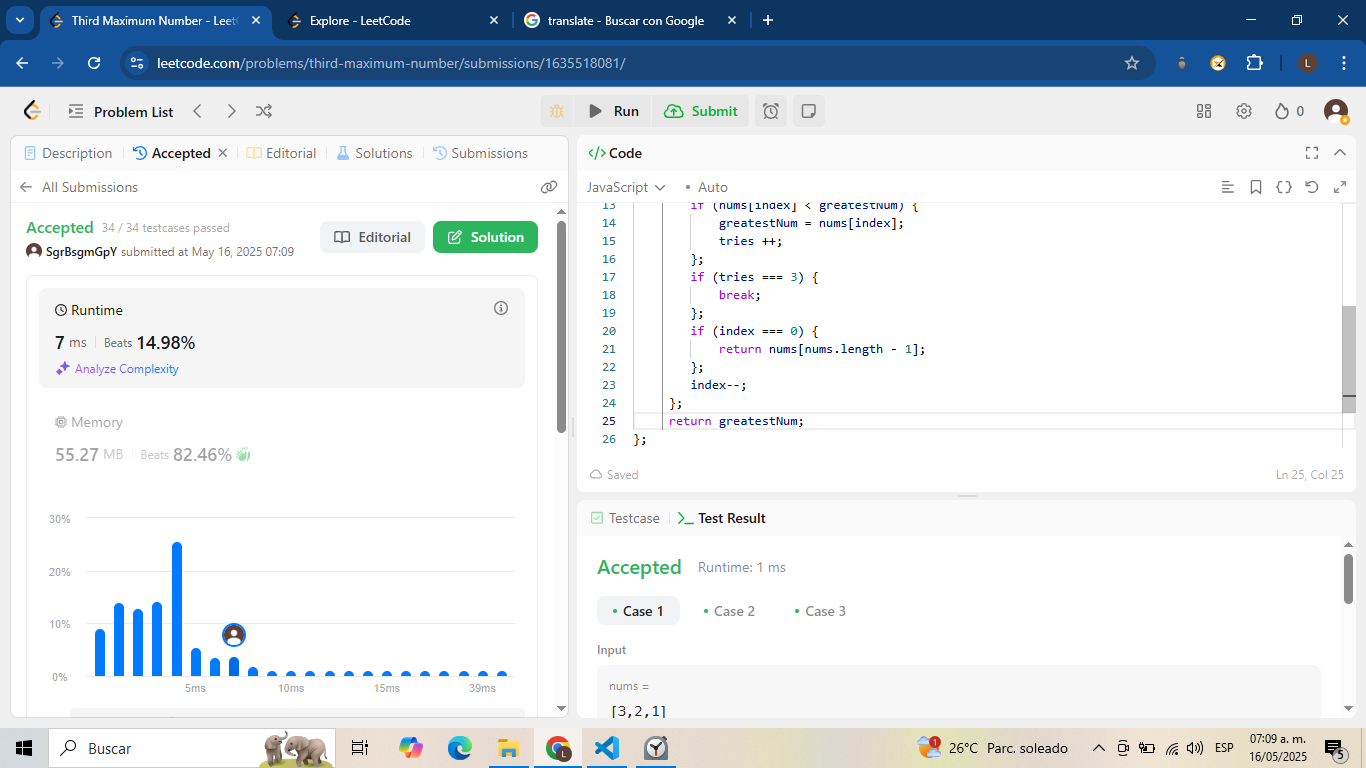 Third Maximum Number - LeetC
Explore - LeetCode
translate - Buscar con Google
leetcode.com/problems/third-maximum-number/submissions/1635518081/
L
Problem List
Run
Submit
0
Description
Accepted
Editorial
Solutions
Submissions
All Submissions
Accepted 34 / 34 testcases passed
SgrBsgmGpY submitted at May 16, 2025 07:09
Editorial
Solution
Runtime
7 ms Beats 14.98%
Analyze Complexity
Memory
55.27 MB Beats 82.46%
30%
20%
10%
0%
5ms 10ms 15ms 39ms
</> Code
JavaScript
Auto
13 if (nums[index] < greatestNum) {
14 greatestNum = nums[index];
15 tries ++;
16 };
17 if (tries === 3) {
18 break;
19 };
20 if (index === 0) {
21 return nums[nums.length - 1];
22 };
23 index--;
24 };
25 return greatestNum;
26 };
Saved
Ln 25, Col 25
Testcase
Test Result
Accepted Runtime: 1 ms
Case 1
Case 2
Case 3
Input
nums =
[3,2,1]
Buscar
L
1
26°C Parc. soleado
ESP
07:09 a. m.
16/05/2025
5